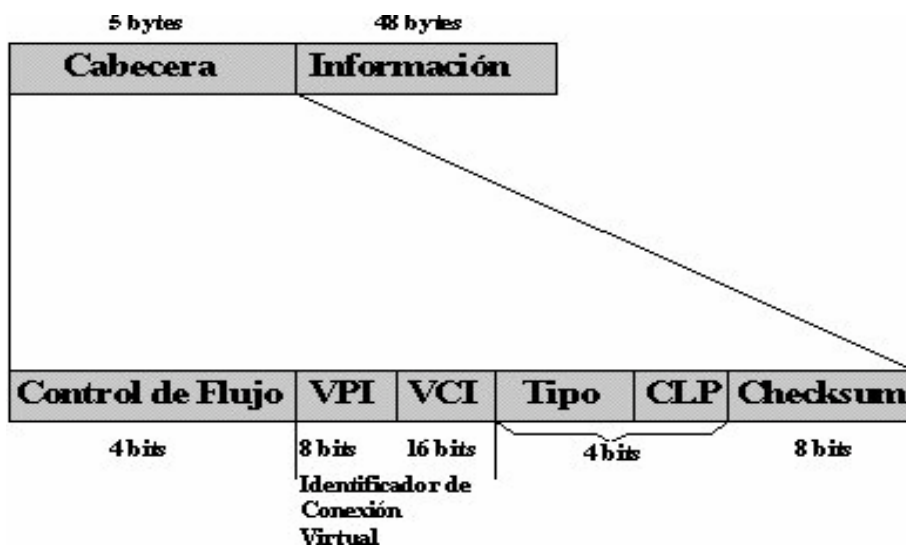 5 bytes 48 bytes
Cabecera Información
Control de Flujo VPI VCI Tipo CLP Checksum
4 bits 8 bits 16 bits 4 bits 8 bits
Identificador de
Conexión
Virtual